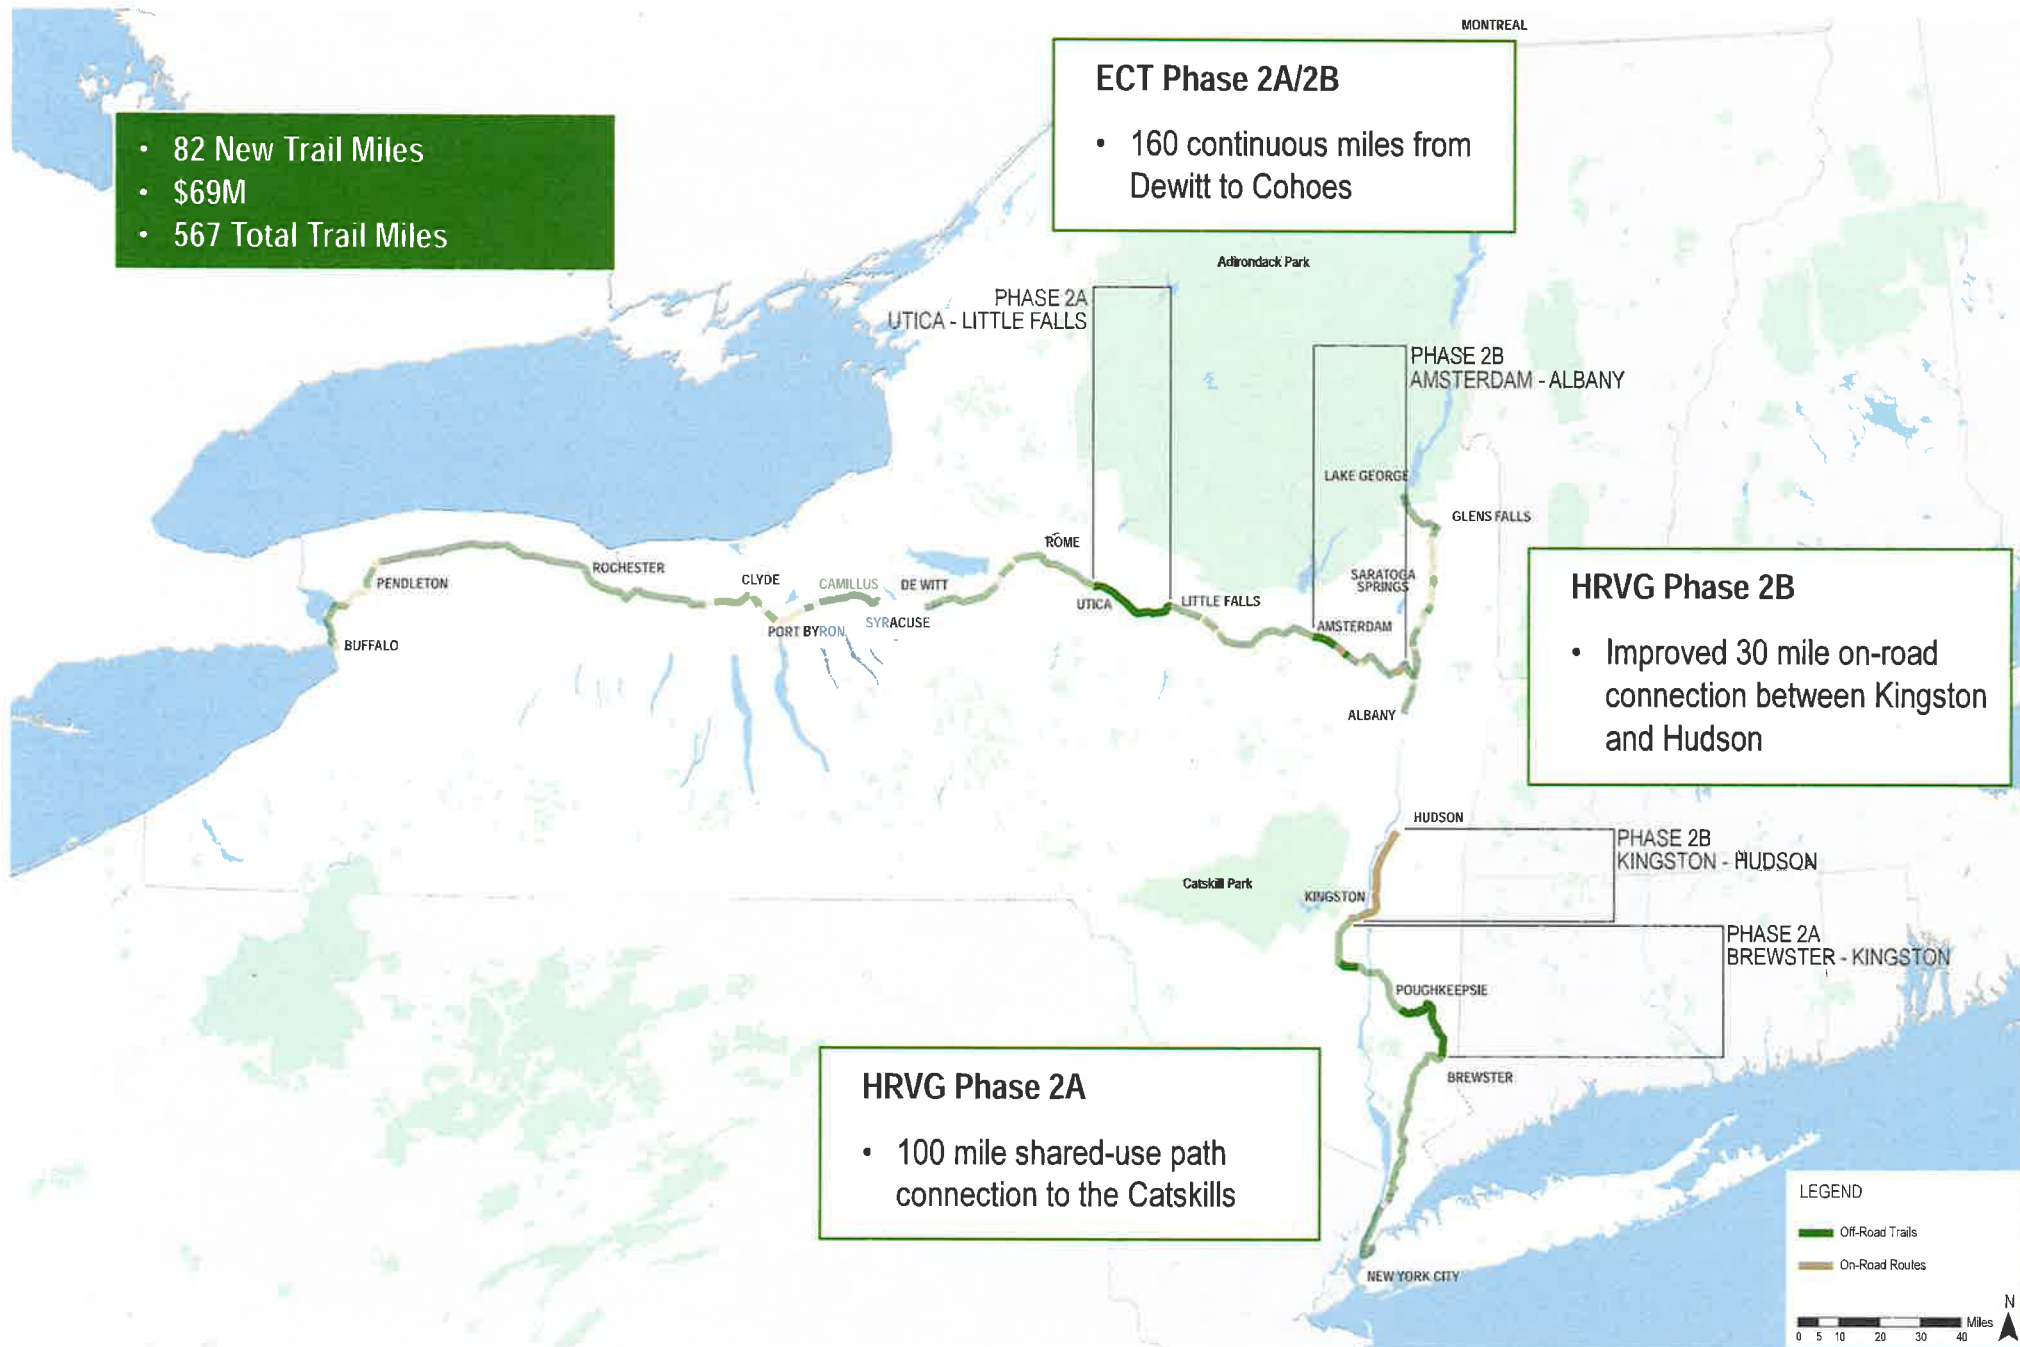 MONTREAL
ECT Phase 2A/2B
• 160 continuous miles from
Dewitt to Cohoes
• 82 New Trail Miles
• $69M
• 567 Total Trail Miles
Adirondack Park
PHASE 2A
UTICA - LITTLE FALLS
PHASE 2B
AMSTERDAM - ALBANY
LAKE GEORGE
GLENS FALLS
ROME
ROCHESTER
PENDLETON
CLYDE
CAMILLUS
DE WITT
SARATOGA
SPRINGS
UTICA
LITTLE FALLS
PORT BYRON
SYRACUSE
AMSTERDAM
BUFFALO
ALBANY
HRVG Phase 2B
• Improved 30 mile on-road
connection between Kingston
and Hudson
HUDSON
PHASE 2B
KINGSTON - HUDSON
Catskill Park
KINGSTON
PHASE 2A
BREWSTER - KINGSTON
POUGHKEEPSIE
BREWSTER
HRVG Phase 2A
• 100 mile shared-use path
connection to the Catskills
NEW YORK CITY
LEGEND
Off-Road Trails
On-Road Routes
N
Miles
0 5 10 20 30 40